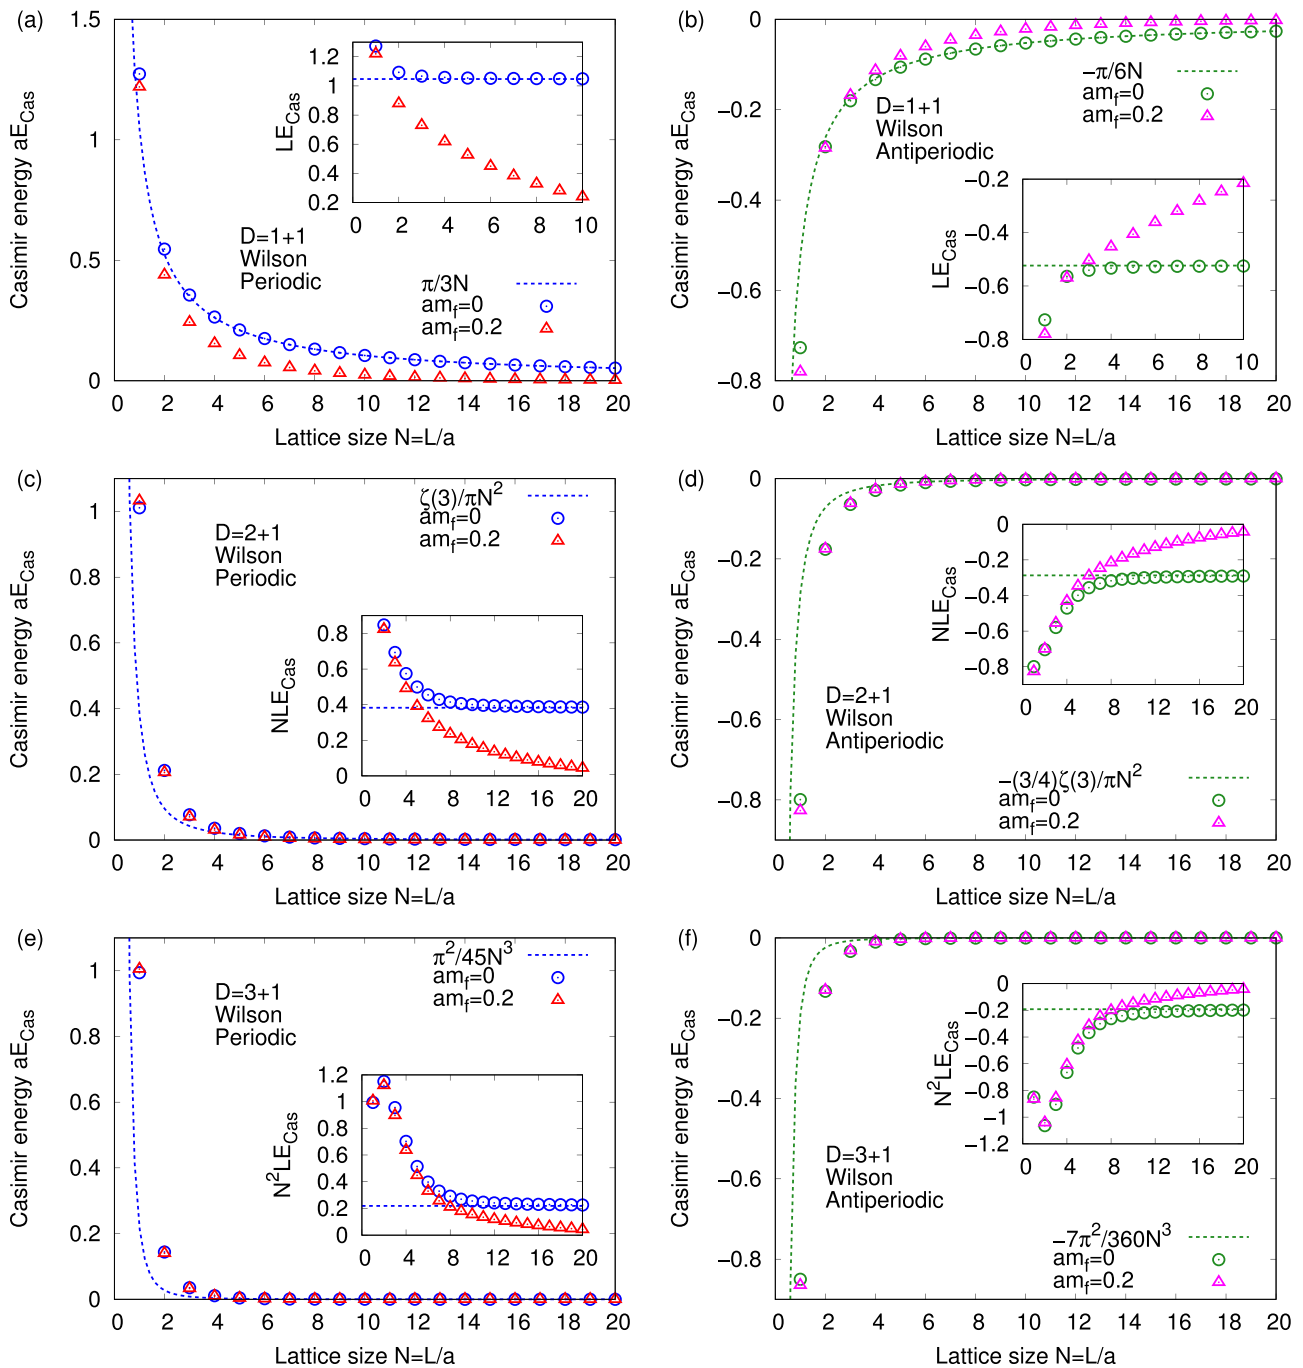 (a)
Casimir energy aE_Cas
1.5
1
0.5
0
0 2 4 6 8 10 12 14 16 18 20
Lattice size N=L/a
D=1+1
Wilson
Periodic
π/3N
am_f=0
am_f=0.2
LE_Cas
1.2
1
0.8
0.6
0.4
0.2
0 2 4 6 8 10
(b)
Casimir energy aE_Cas
0
−0.2
−0.4
−0.6
−0.8
0 2 4 6 8 10 12 14 16 18 20
Lattice size N=L/a
−π/6N
am_f=0
am_f=0.2
D=1+1
Wilson
Antiperiodic
LE_Cas
−0.2
−0.4
−0.6
−0.8
0 2 4 6 8 10
(c)
Casimir energy aE_Cas
1
0.8
0.6
0.4
0.2
0
0 2 4 6 8 10 12 14 16 18 20
Lattice size N=L/a
D=2+1
Wilson
Periodic
ζ(3)/πN²
am_f=0
am_f=0.2
NLE_Cas
0.8
0.6
0.4
0.2
0
0 4 8 12 16 20
(d)
Casimir energy aE_Cas
0
−0.2
−0.4
−0.6
−0.8
0 2 4 6 8 10 12 14 16 18 20
Lattice size N=L/a
D=2+1
Wilson
Antiperiodic
−(3/4)ζ(3)/πN²
am_f=0
am_f=0.2
NLE_Cas
0
−0.2
−0.4
−0.6
−0.8
0 4 8 12 16 20
(e)
Casimir energy aE_Cas
1
0.8
0.6
0.4
0.2
0
0 2 4 6 8 10 12 14 16 18 20
Lattice size N=L/a
D=3+1
Wilson
Periodic
π²/45N³
am_f=0
am_f=0.2
N²LE_Cas
1.2
1
0.8
0.6
0.4
0.2
0
0 4 8 12 16 20
(f)
Casimir energy aE_Cas
0
−0.2
−0.4
−0.6
−0.8
0 2 4 6 8 10 12 14 16 18 20
Lattice size N=L/a
D=3+1
Wilson
Antiperiodic
−7π²/360N³
am_f=0
am_f=0.2
N²LE_Cas
0
−0.2
−0.4
−0.6
−0.8
−1
−1.2
0 4 8 12 16 20